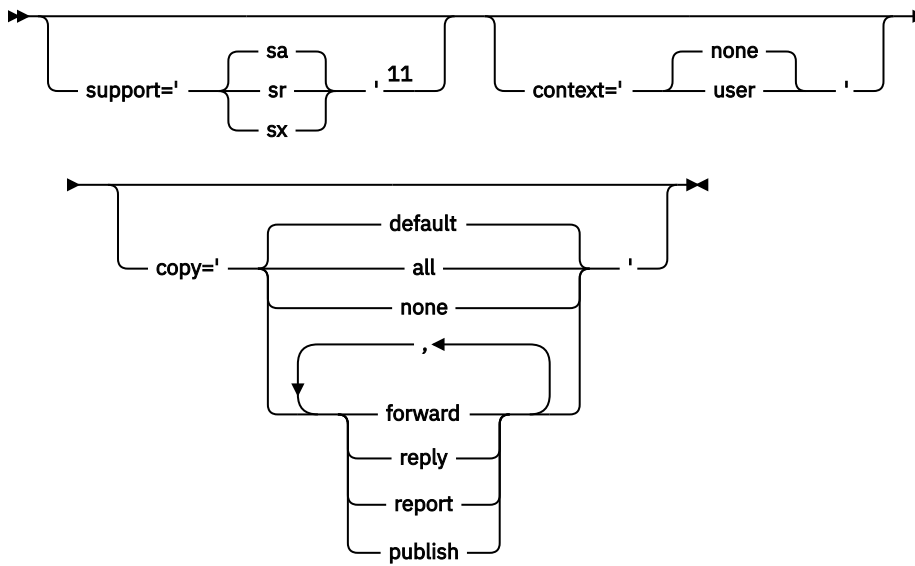 sa none
support=' sr ' 11 context=' user '
sx
default
copy=' all '
none
,
forward
reply
report
publish